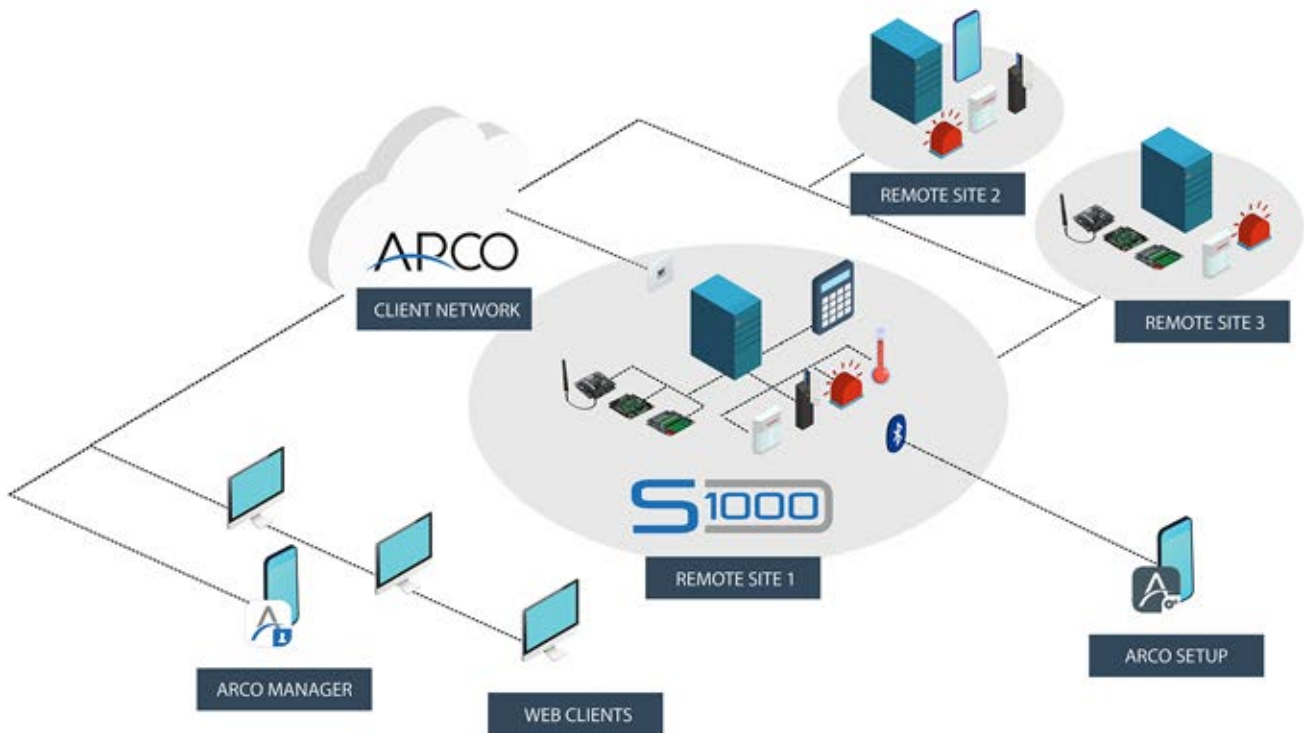 REMOTE SITE 2
ARCO
CLIENT NETWORK
REMOTE SITE 3
S1000
REMOTE SITE 1
ARCO MANAGER
WEB CLIENTS
ARCO SETUP